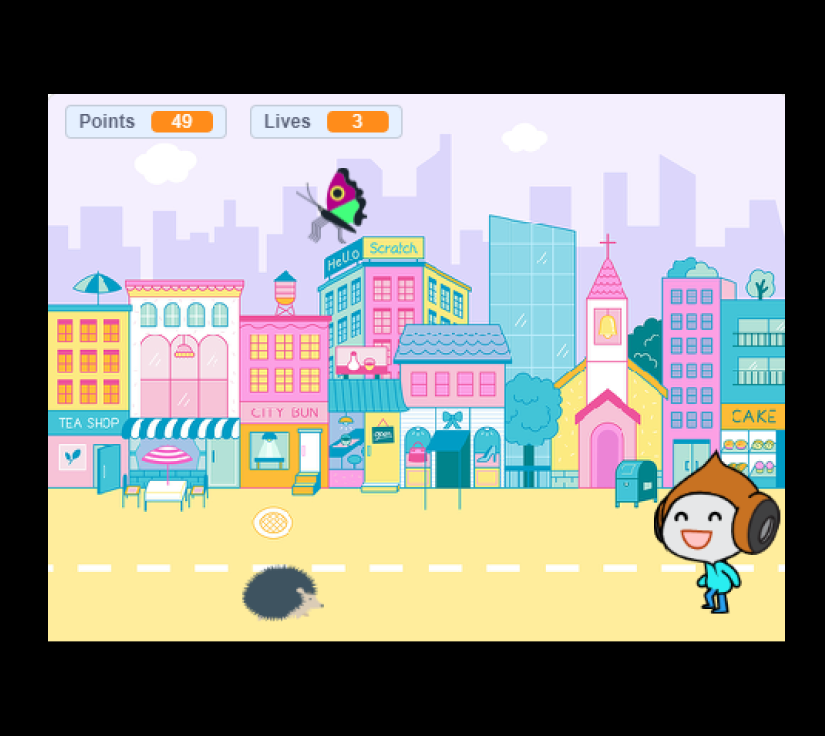 Points 49 Lives 3
Hello Scratch
TEA SHOP
CITY BUN
open
CAKE